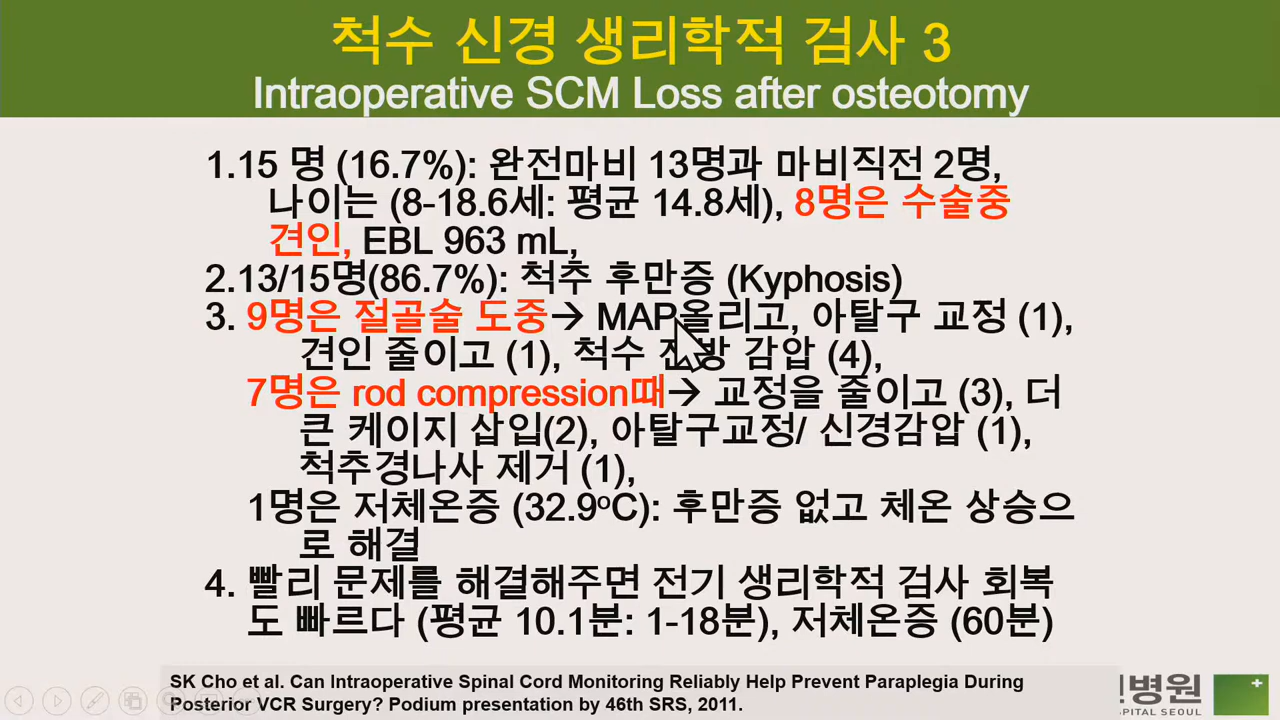 척수 신경 생리학적 검사 3
Intraoperative SCM Loss after osteotomy
1.15 명 (16.7%): 완전마비 13명과 마비직전 2명,
나이는 (8-18.6세: 평균 14.8세), 8명은 수술중
견인, EBL 963 mL,
2.13/15명(86.7%): 척추 후만증 (Kyphosis)
3. 9명은 절골술 도중→ MAP올리고, 아탈구 교정 (1),
견인 줄이고 (1), 척수 전방 감압 (4),
7명은 rod compression때→ 교정을 줄이고 (3), 더
큰 케이지 삽입(2), 아탈구교정/ 신경감압 (1),
척추경나사 제거 (1),
1명은 저체온증 (32.9ºC): 후만증 없고 체온 상승으
로 해결
4. 빨리 문제를 해결해주면 전기 생리학적 검사 회복
도 빠르다 (평균 10.1분: 1-18분), 저체온증 (60분)
SK Cho et al. Can Intraoperative Spinal Cord Monitoring Reliably Help Prevent Paraplegia During
Posterior VCR Surgery? Podium presentation by 46th SRS, 2011.
병원
SPITAL SEOUL